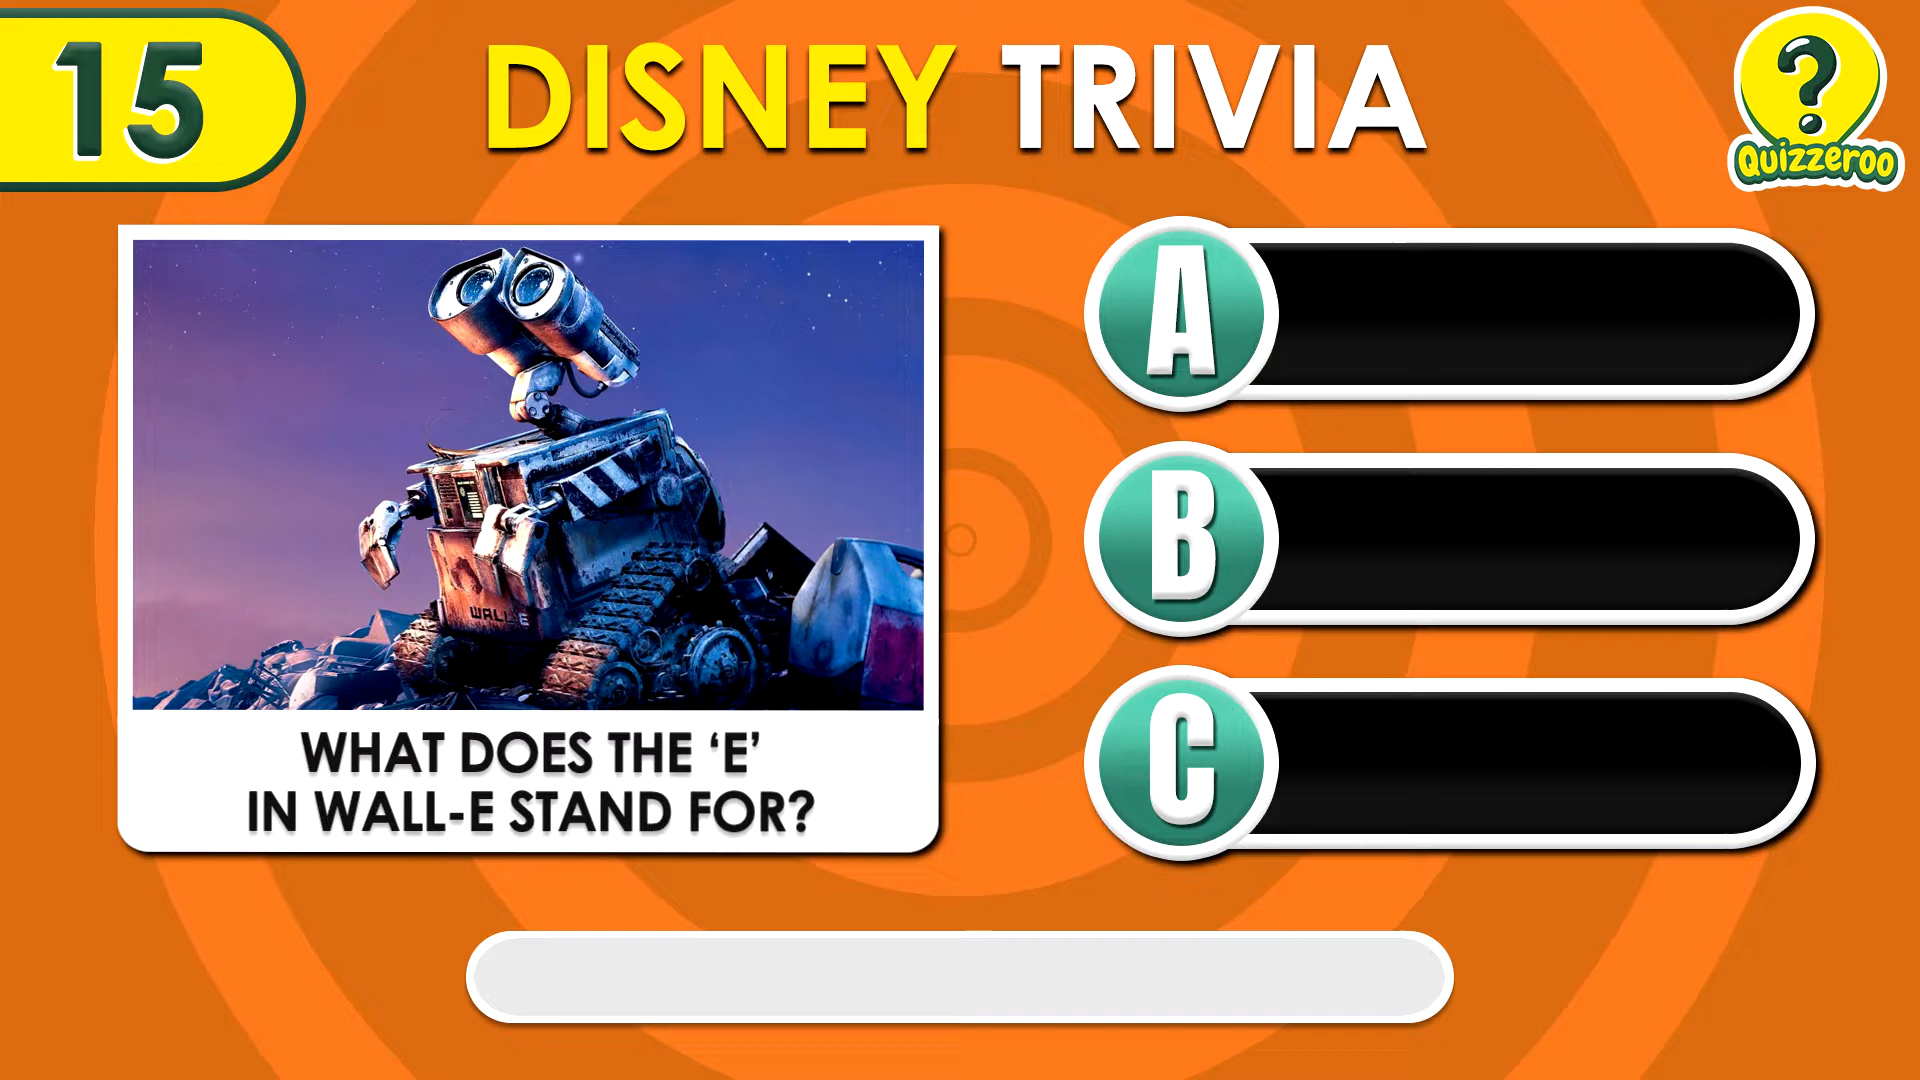 15
DISNEY TRIVIA
?
Quizzeroo
WALL-E
WHAT DOES THE ‘E’
IN WALL-E STAND FOR?
A
B
C